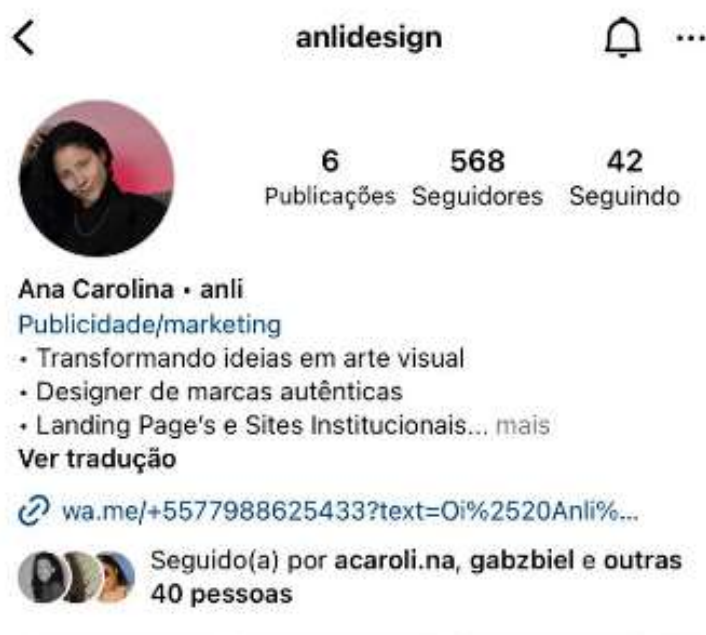 anlidesign
6 568 42
Publicações Seguidores Seguindo
Ana Carolina • anli
Publicidade/marketing
• Transformando ideias em arte visual
• Designer de marcas autênticas
• Landing Page's e Sites Institucionais... mais
Ver tradução
wa.me/+5577988625433?text=Oi%2520Anli%...
Seguido(a) por acaroli.na, gabzbiel e outras
40 pessoas